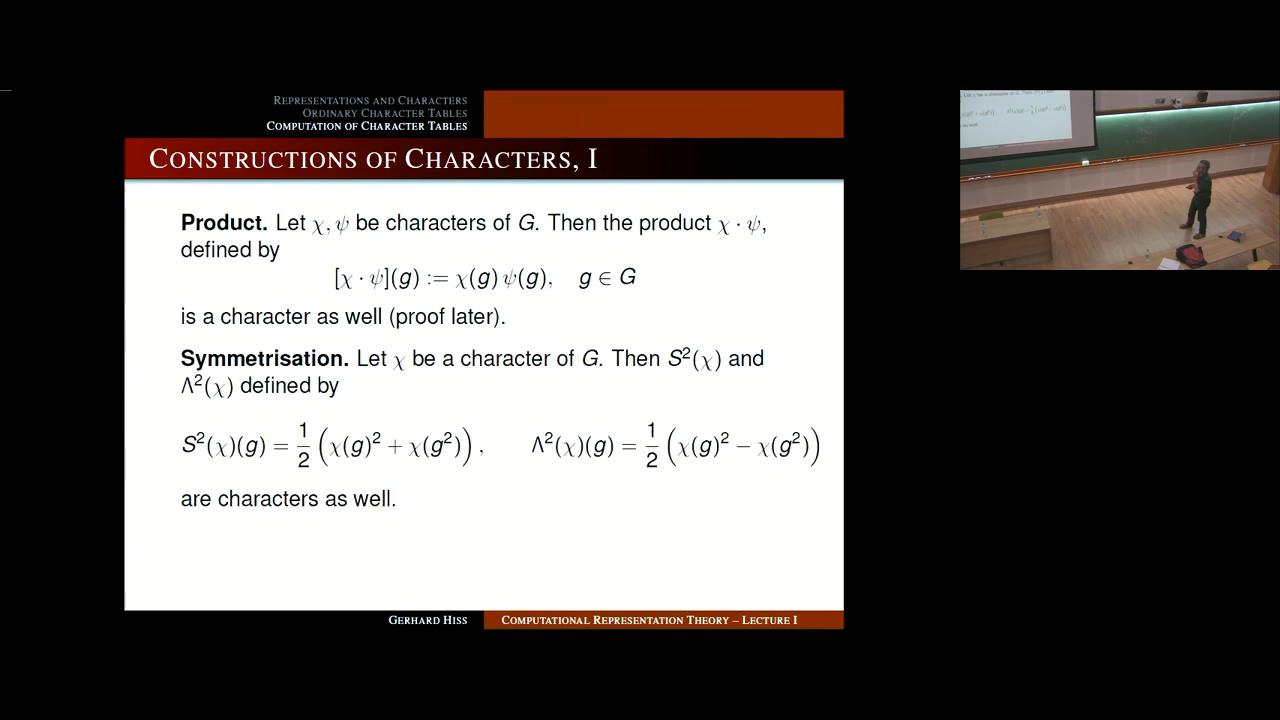 REPRESENTATIONS AND CHARACTERS
ORDINARY CHARACTER TABLES
COMPUTATION OF CHARACTER TABLES
CONSTRUCTIONS OF CHARACTERS, I
Product. Let χ, ψ be characters of G. Then the product χ · ψ,
defined by
[χ · ψ](g) := χ(g) ψ(g), g ∈ G
is a character as well (proof later).
Symmetrisation. Let χ be a character of G. Then S²(χ) and
Λ²(χ) defined by
S²(χ)(g) = 1/2 (χ(g)² + χ(g²)), Λ²(χ)(g) = 1/2 (χ(g)² − χ(g²))
are characters as well.
GERHARD HISS COMPUTATIONAL REPRESENTATION THEORY – LECTURE I